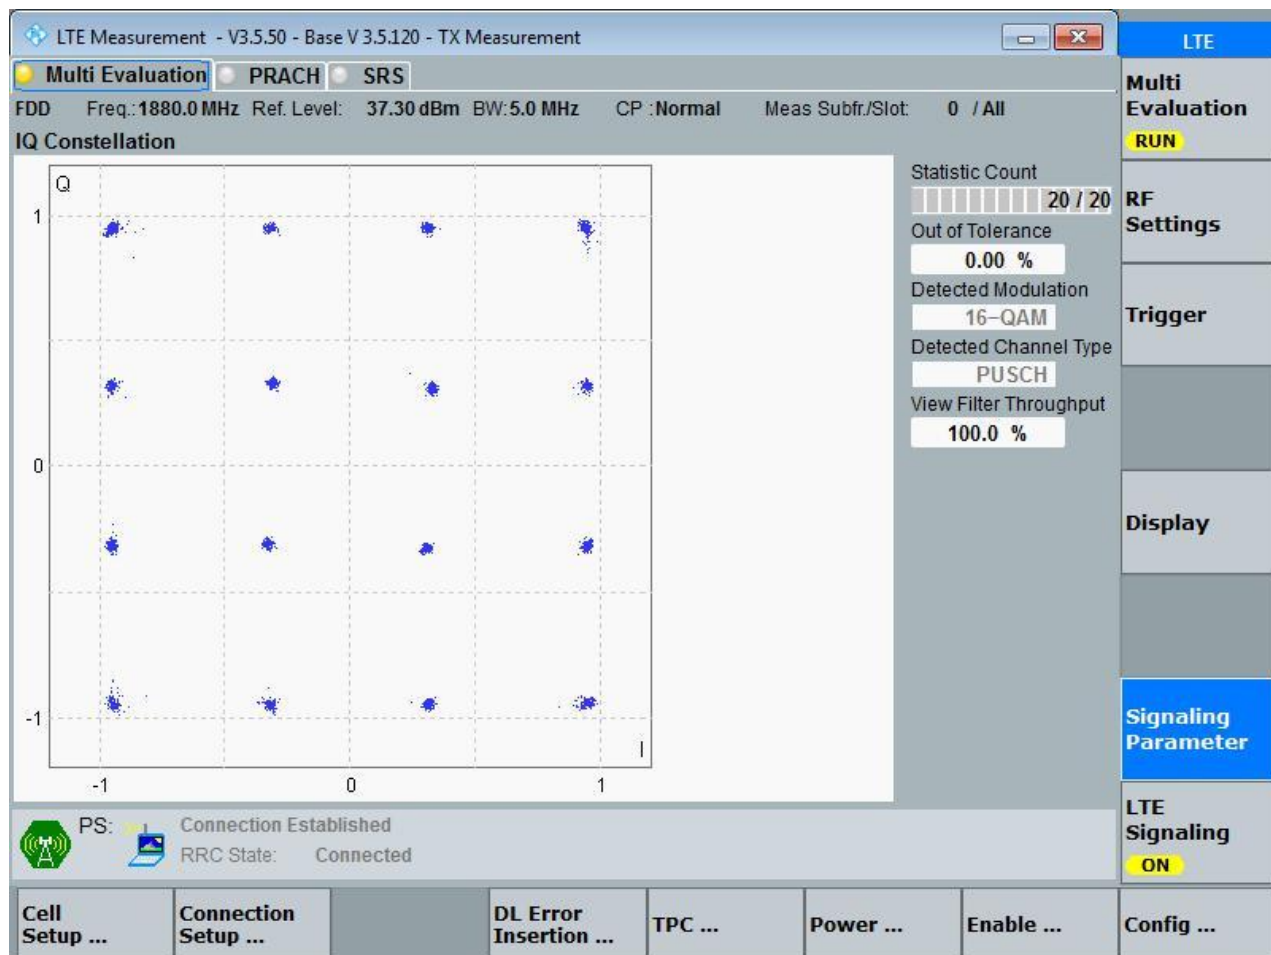 LTE Measurement - V3.5.50 - Base V 3.5.120 - TX Measurement
LTE
Multi Evaluation PRACH SRS
FDD Freq.:1880.0 MHz Ref. Level: 37.30 dBm BW:5.0 MHz CP :Normal Meas Subfr./Slot: 0 / All
IQ Constellation
Q
1
0
-1
I
-1 0 1
Statistic Count
20 / 20
Out of Tolerance
0.00 %
Detected Modulation
16-QAM
Detected Channel Type
PUSCH
View Filter Throughput
100.0 %
Multi
Evaluation
RUN
RF
Settings
Trigger
Display
Signaling
Parameter
LTE
Signaling
ON
PS: Connection Established
RRC State: Connected
Cell
Setup ...
Connection
Setup ...
DL Error
Insertion ...
TPC ...
Power ...
Enable ...
Config ...